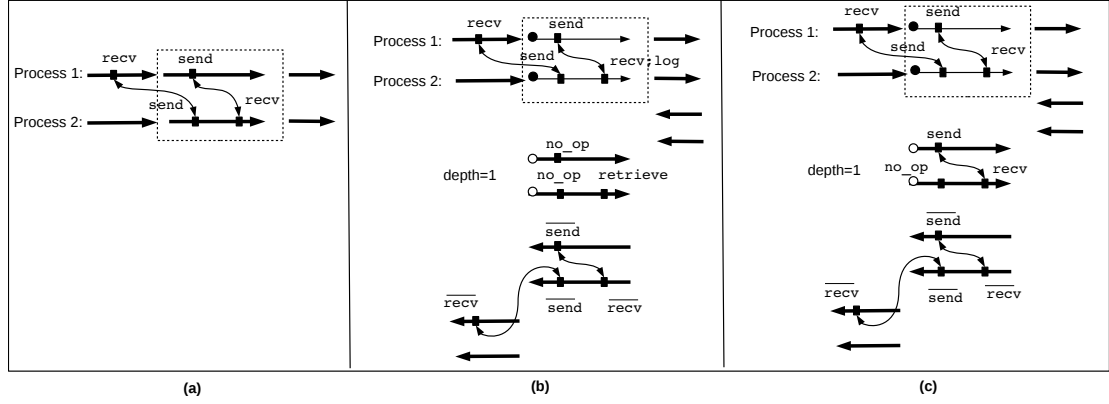 recv
send
Process 1:
send
recv
Process 2:
(a)
recv
send
Process 1:
send
recv;log
Process 2:
no_op
depth=1
no_op
retrieve
send
recv
send
recv
(b)
recv
send
Process 1:
send
recv
Process 2:
send
no_op
recv
depth=1
send
recv
send
recv
(c)